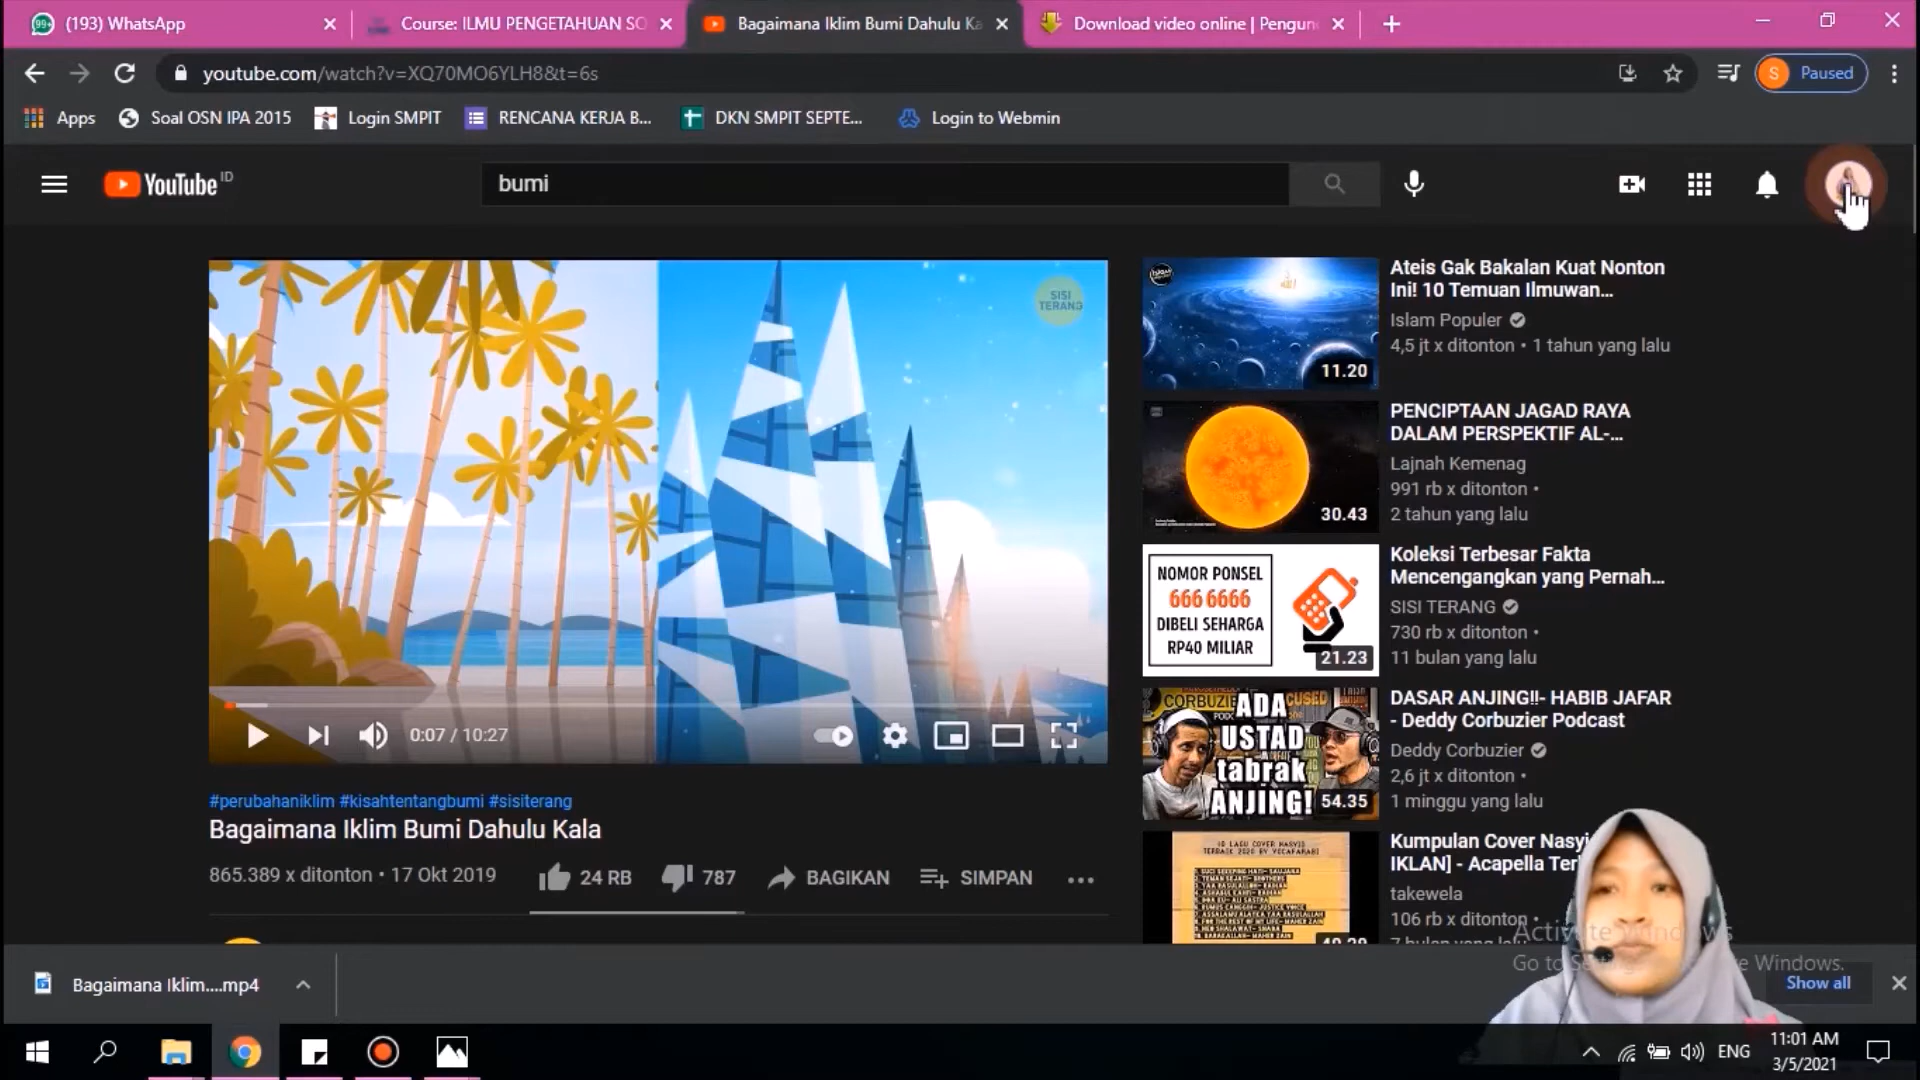 (193) WhatsApp
Course: ILMU PENGETAHUAN SO
Bagaimana Iklim Bumi Dahulu Ka
Download video online | Pengun
youtube.com/watch?v=XQ70MO6YLH8&t=6s
S Paused
Apps
Soal OSN IPA 2015
Login SMPIT
RENCANA KERJA B...
DKN SMPIT SEPTE...
Login to Webmin
YouTube ID
bumi
SISI
TERANG
0:07 / 10:27
#perubahaniklim #kisahtentangbumi #sisiterang
Bagaimana Iklim Bumi Dahulu Kala
865.389 x ditonton • 17 Okt 2019
24 RB
787
BAGIKAN
SIMPAN
11.20
Ateis Gak Bakalan Kuat Nonton
Ini! 10 Temuan Ilmuwan...
Islam Populer
4,5 jt x ditonton • 1 tahun yang lalu
30.43
PENCIPTAAN JAGAD RAYA
DALAM PERSPEKTIF AL-...
Lajnah Kemenag
991 rb x ditonton •
2 tahun yang lalu
NOMOR PONSEL
666 6666
DIBELI SEHARGA
RP40 MILIAR
21.23
Koleksi Terbesar Fakta
Mencengangkan yang Pernah...
SISI TERANG
730 rb x ditonton •
11 bulan yang lalu
ADA
USTAD
tabrak
ANJING!
54.35
DASAR ANJING!!- HABIB JAFAR
- Deddy Corbuzier Podcast
Deddy Corbuzier
2,6 jt x ditonton •
1 minggu yang lalu
10 LAGU COVER NASYID
Kumpulan Cover Nasyi
IKLAN] - Acapella Ter
takewela
106 rb x ditonton •
Go to
Windows.
Bagaimana Iklim....mp4
Show all
ENG
11:01 AM
3/5/2021